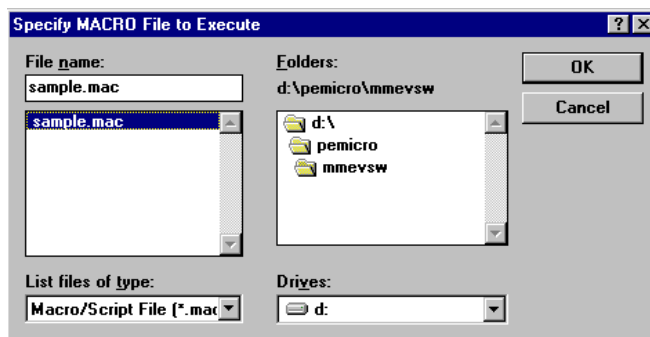 Specify MACRO File to Execute
File name:
sample.mac
sample.mac
List files of type:
Macro/Script File (*.mac
Folders:
d:\pemicro\mmevsw
d:\
pemicro
mmevsw
Drives:
d:
OK
Cancel